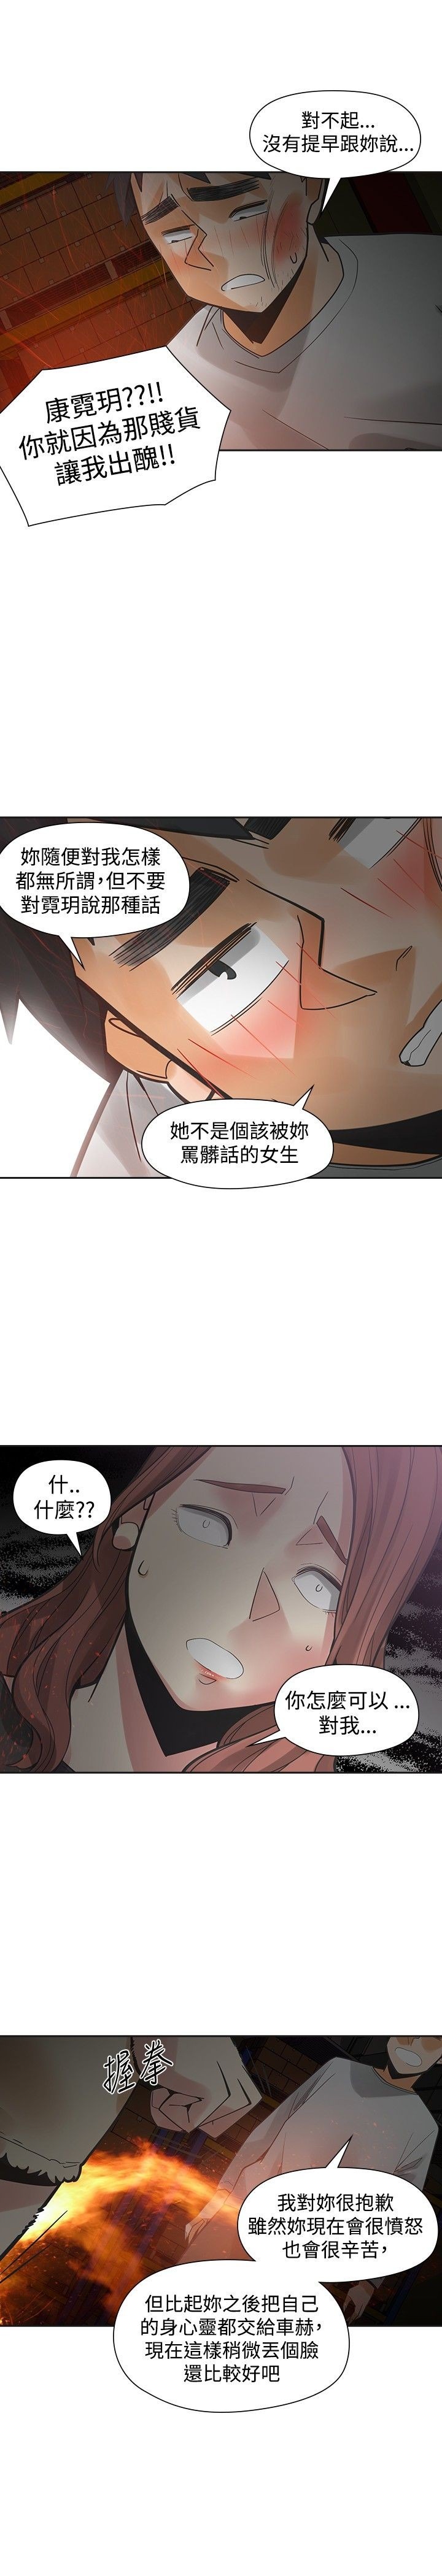 對不起...
沒有提早跟妳說...
康霓玥??!!
你就因為那賤貨
讓我出醜!!
妳隨便對我怎樣
都無所謂，但不要
對霓玥說那種話
她不是個該被妳
罵髒話的女生
什..
什麼??
你怎麼可以...
對我...
握拳
我對妳很抱歉
雖然妳現在會很憤怒
也會很辛苦，
但比起妳之後把自己
的身心靈都交給車赫，
現在這樣稍微丟個臉
還比較好吧